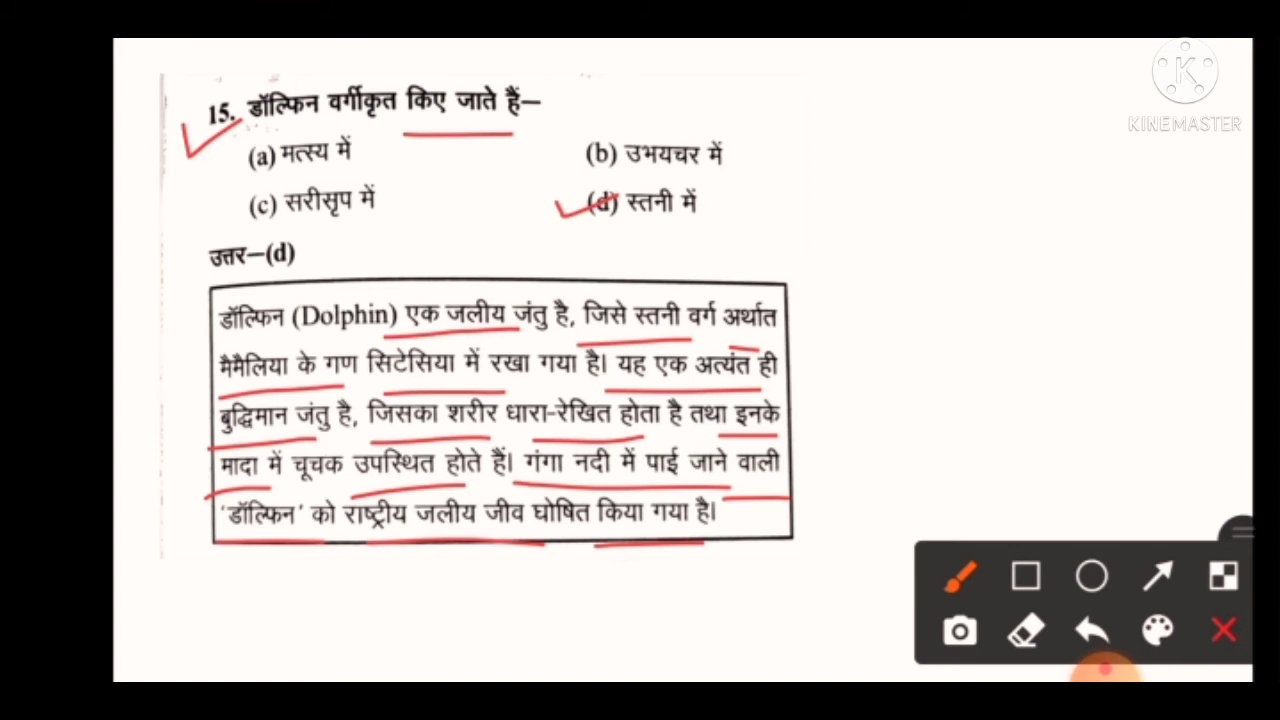 KINEMASTER
15. डॉल्फिन वर्गीकृत किए जाते हैं–
(a) मत्स्य में (b) उभयचर में
(c) सरीसृप में (d) स्तनी में
उत्तर–(d)
डॉल्फिन (Dolphin) एक जलीय जंतु है, जिसे स्तनी वर्ग अर्थात
मैमैलिया के गण सिटेसिया में रखा गया है। यह एक अत्यंत ही
बुद्धिमान जंतु है, जिसका शरीर धारा-रेखित होता है तथा इनके
मादा में चूचक उपस्थित होते हैं। गंगा नदी में पाई जाने वाली
'डॉल्फिन' को राष्ट्रीय जलीय जीव घोषित किया गया है।